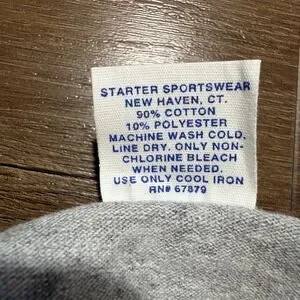 STARTER SPORTSWEAR
NEW HAVEN, CT.
90% COTTON
10% POLYESTER
MACHINE WASH COLD,
LINE DRY. ONLY NON-
CHLORINE BLEACH
WHEN NEEDED.
USE ONLY COOL IRON
RN# 67879